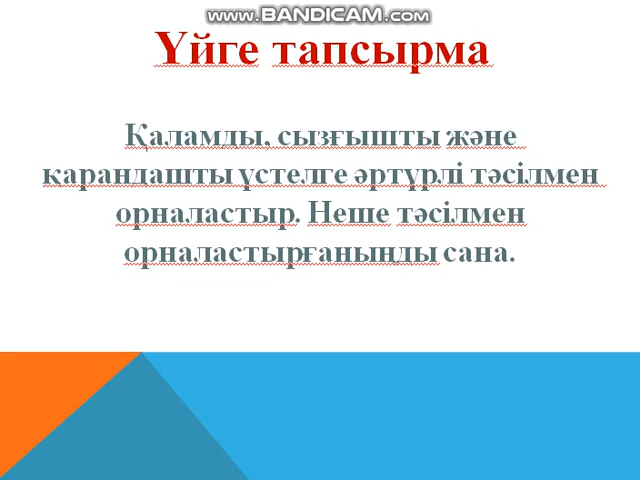 www.BANDICAM.com
Үйге тапсырма
Қаламды, сызғышты және
қарандашты үстелге әртүрлі тәсілмен
орналастыр. Неше тәсілмен
орналастырғаныңды сана.